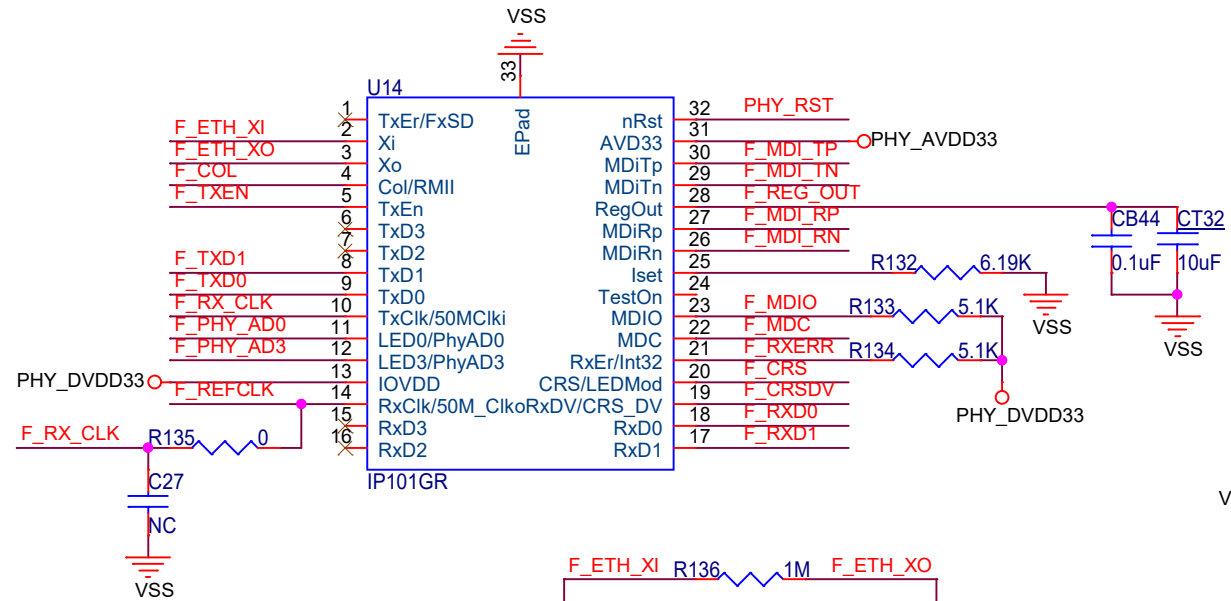 VSS
33
U14
EPad
1 TxEr/FxSD
F_ETH_XI 2 Xi
F_ETH_XO 3 Xo
F_COL 4 Col/RMII
F_TXEN 5 TxEn
6 TxD3
7 TxD2
F_TXD1 8 TxD1
F_TXD0 9 TxD0
F_RX_CLK 10 TxClk/50MClki
F_PHY_AD0 11 LED0/PhyAD0
F_PHY_AD3 12 LED3/PhyAD3
PHY_DVDD33 13 IOVDD
F_REFCLK 14 RxClk/50M_Clko
15 RxD3
16 RxD2
nRst 32 PHY_RST
AVD33 31 PHY_AVDD33
MDiTp 30 F_MDI_TP
MDiTn 29 F_MDI_TN
RegOut 28 F_REG_OUT
MDiRp 27 F_MDI_RP
MDiRn 26 F_MDI_RN
Iset 25 R132 6.19K
VSS
TestOn 24
MDIO 23 F_MDIO R133 5.1K
MDC 22 F_MDC
RxEr/Int32 21 F_RXERR R134 5.1K
CRS/LEDMod 20 F_CRS
RxDV/CRS_DV 19 F_CRSDV
RxD0 18 F_RXD0
RxD1 17 F_RXD1
PHY_DVDD33
CB44 CT32
0.1uF 10uF
VSS
IP101GR
F_RX_CLK R135 0
C27
NC
VSS
V
F_ETH_XI R136 1M F_ETH_XO